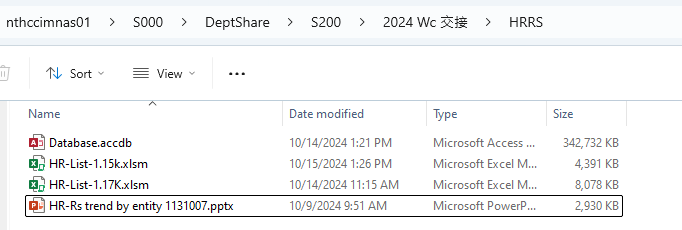 nthccimnas01 > S000 > DeptShare > S200 > 2024 Wc 交接 > HRRS
Sort View ...
Name Date modified Type Size
Database.accdb 10/14/2024 1:21 PM Microsoft Access ... 342,732 KB
HR-List-1.15k.xlsm 10/15/2024 1:26 PM Microsoft Excel M... 4,391 KB
HR-List-1.17K.xlsm 10/14/2024 11:15 AM Microsoft Excel M... 8,078 KB
HR-Rs trend by entity 1131007.pptx 10/9/2024 9:51 AM Microsoft PowerP... 2,930 KB